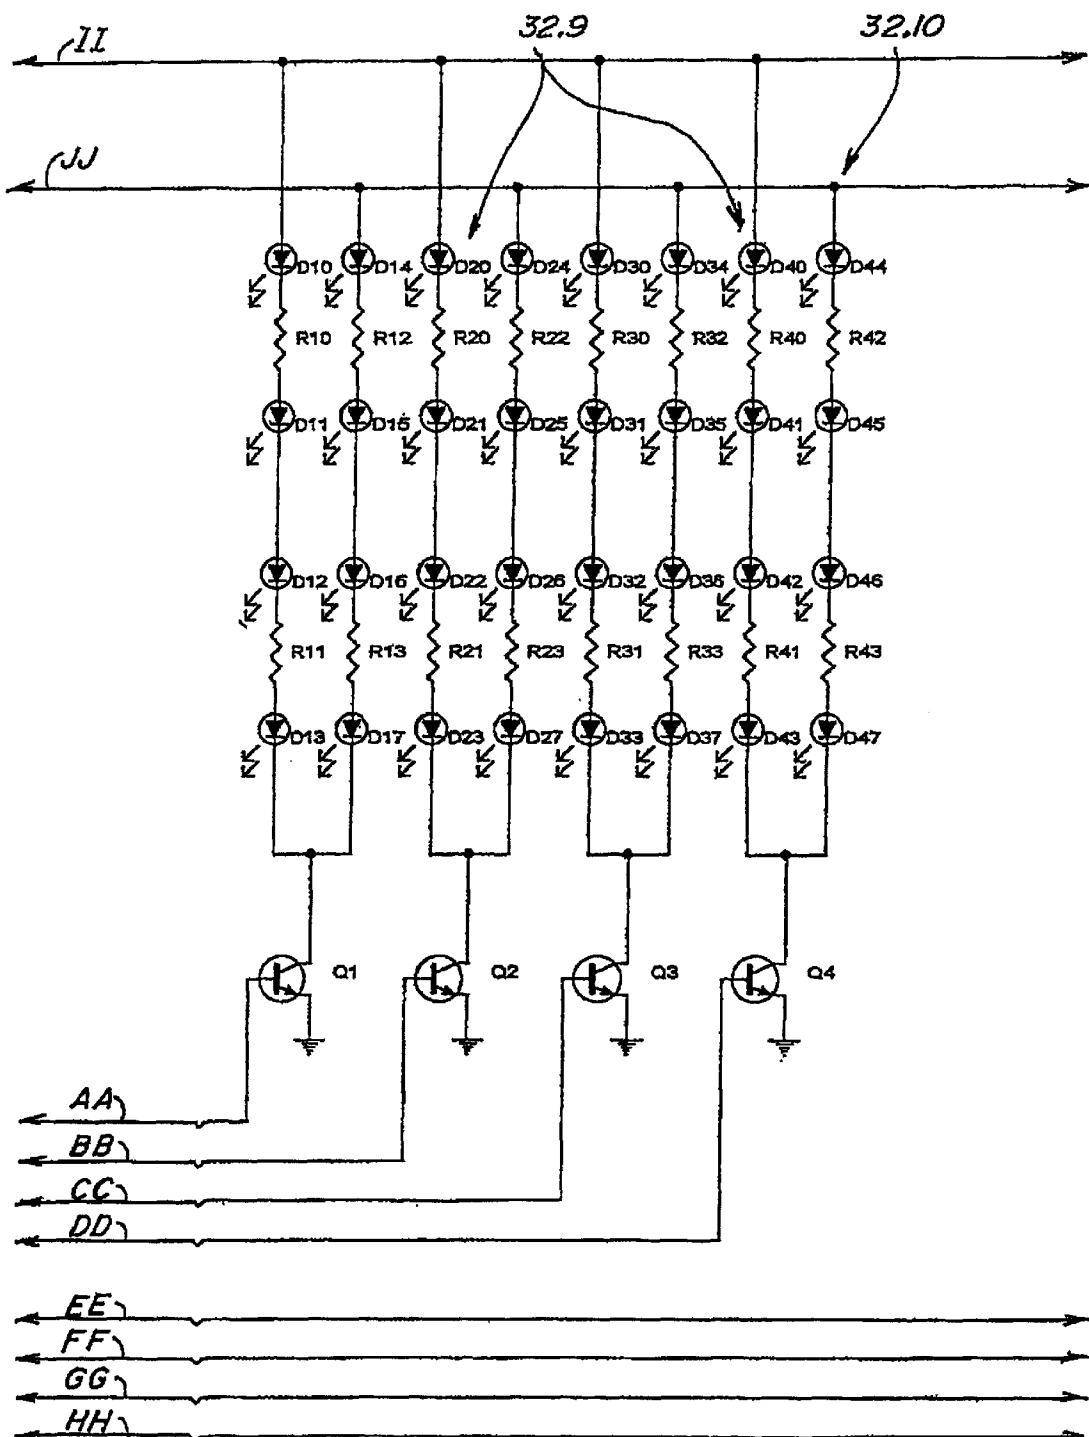 32.9 32.10
II
JJ
D10 D14 D20 D24 D30 D34 D40 D44
R10 R12 R20 R22 R30 R32 R40 R42
D11 D15 D21 D25 D31 D35 D41 D45
D12 D16 D22 D26 D32 D36 D42 D46
R11 R13 R21 R23 R31 R33 R41 R43
D13 D17 D23 D27 D33 D37 D43 D47
Q1 Q2 Q3 Q4
AA
BB
CC
DD
EE
FF
GG
HH